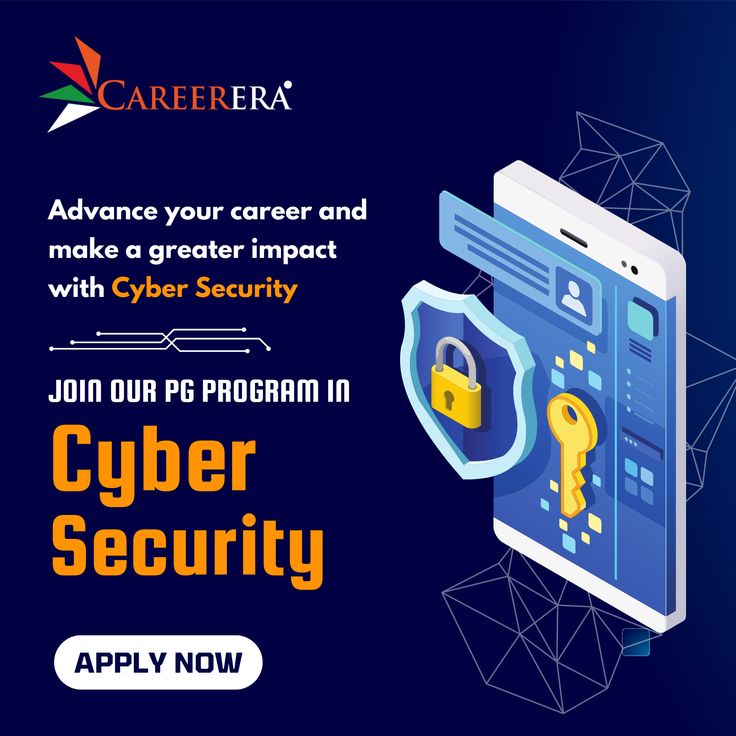 CAREERERA
Advance your career and
make a greater impact
with Cyber Security
JOIN OUR PG PROGRAM IN
Cyber
Security
APPLY NOW